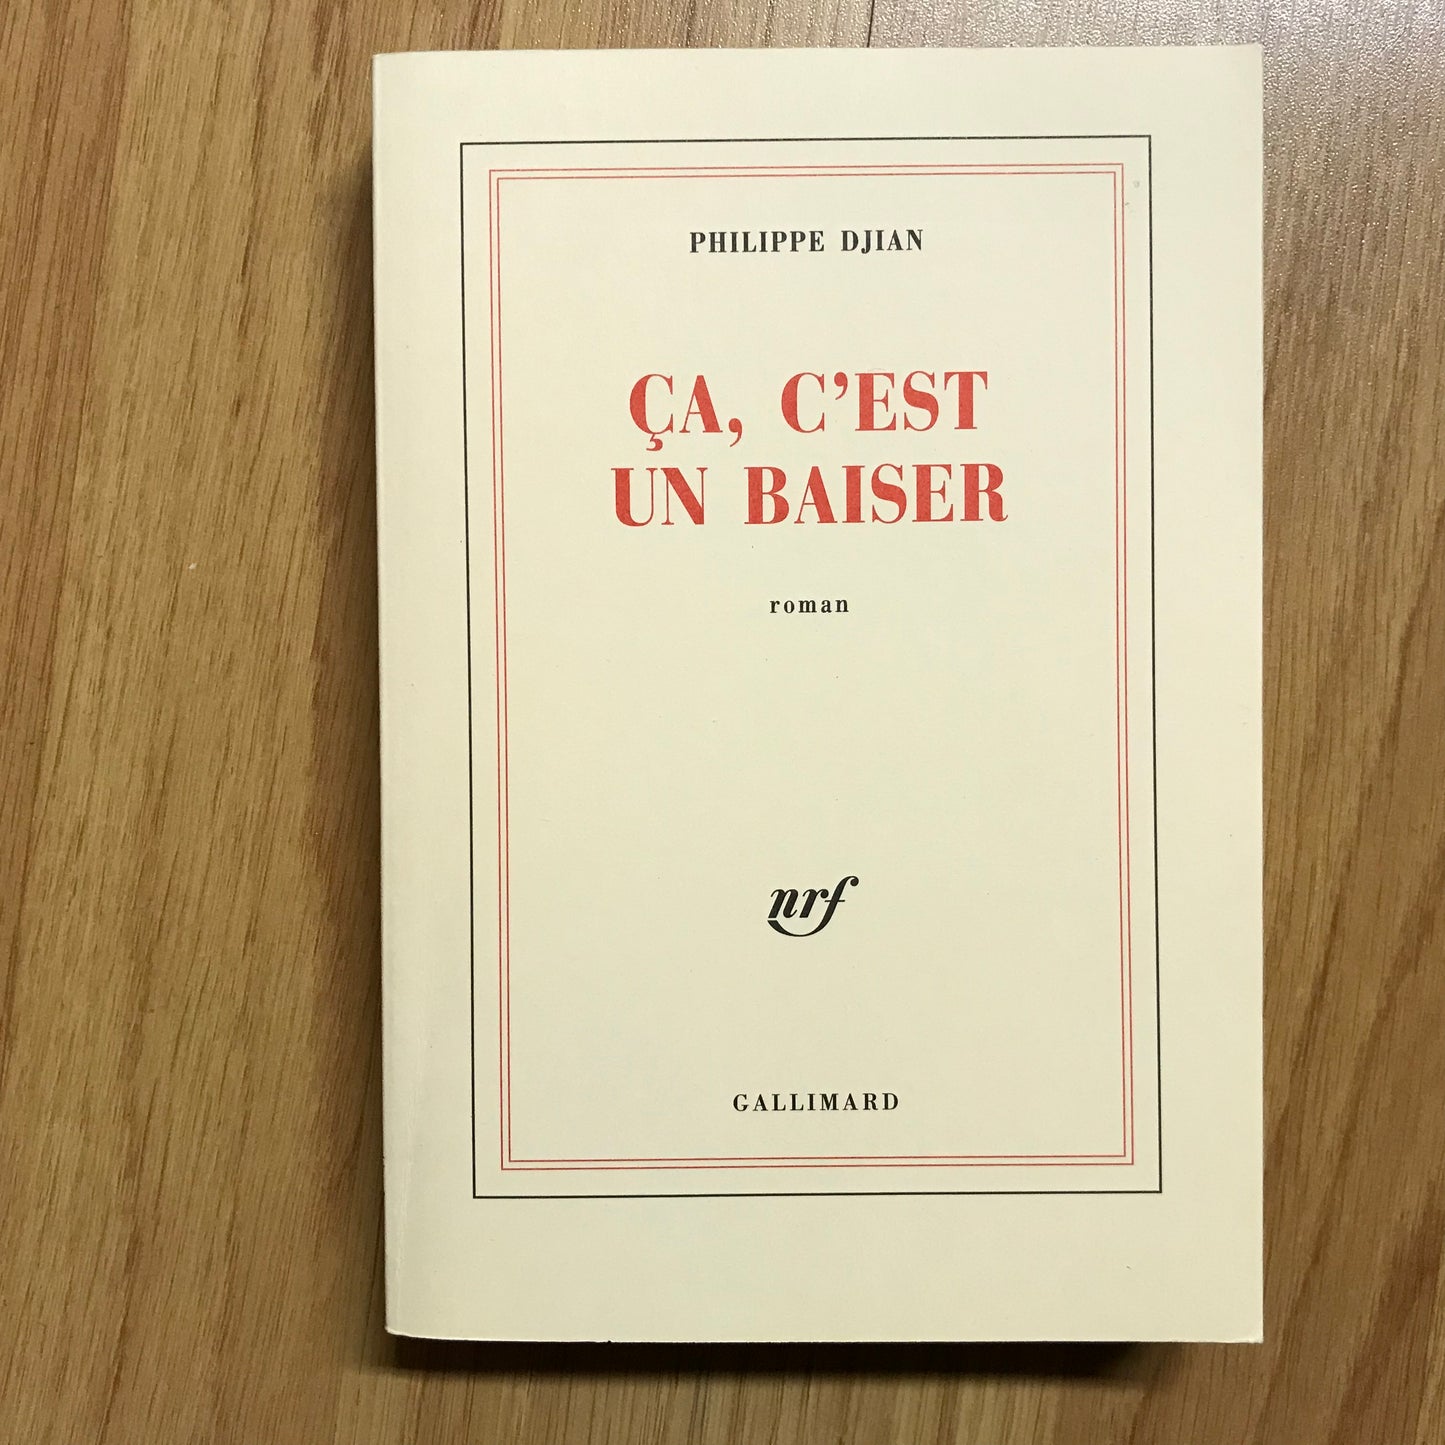 PHILIPPE DJIAN
ÇA, C’EST
UN BAISER
roman
nrf
GALLIMARD